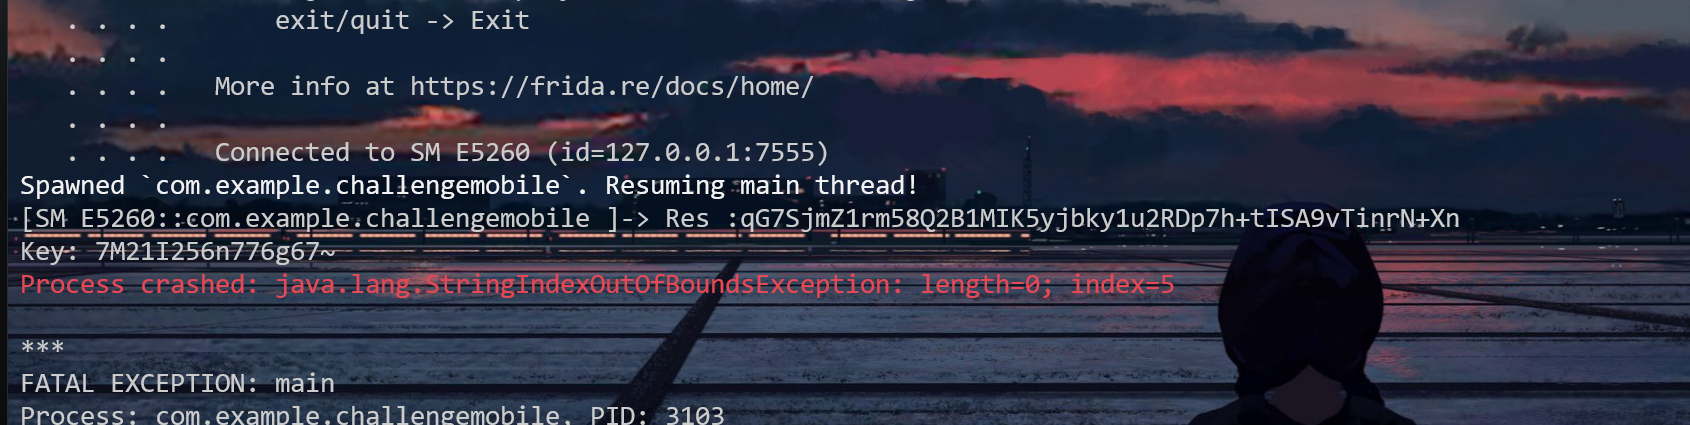 . . . .       exit/quit -> Exit
. . . .
. . . .   More info at https://frida.re/docs/home/
. . . .
. . . .   Connected to SM E5260 (id=127.0.0.1:7555)
Spawned `com.example.challengemobile`. Resuming main thread!
[SM E5260::com.example.challengemobile ]-> Res :qG7SjmZ1rm58Q2B1MIK5yjbky1u2RDp7h+tISA9vTinrN+Xn
Key: 7M21I256n776g67~
Process crashed: java.lang.StringIndexOutOfBoundsException: length=0; index=5
***
FATAL EXCEPTION: main
Process: com.example.challengemobile, PID: 3103